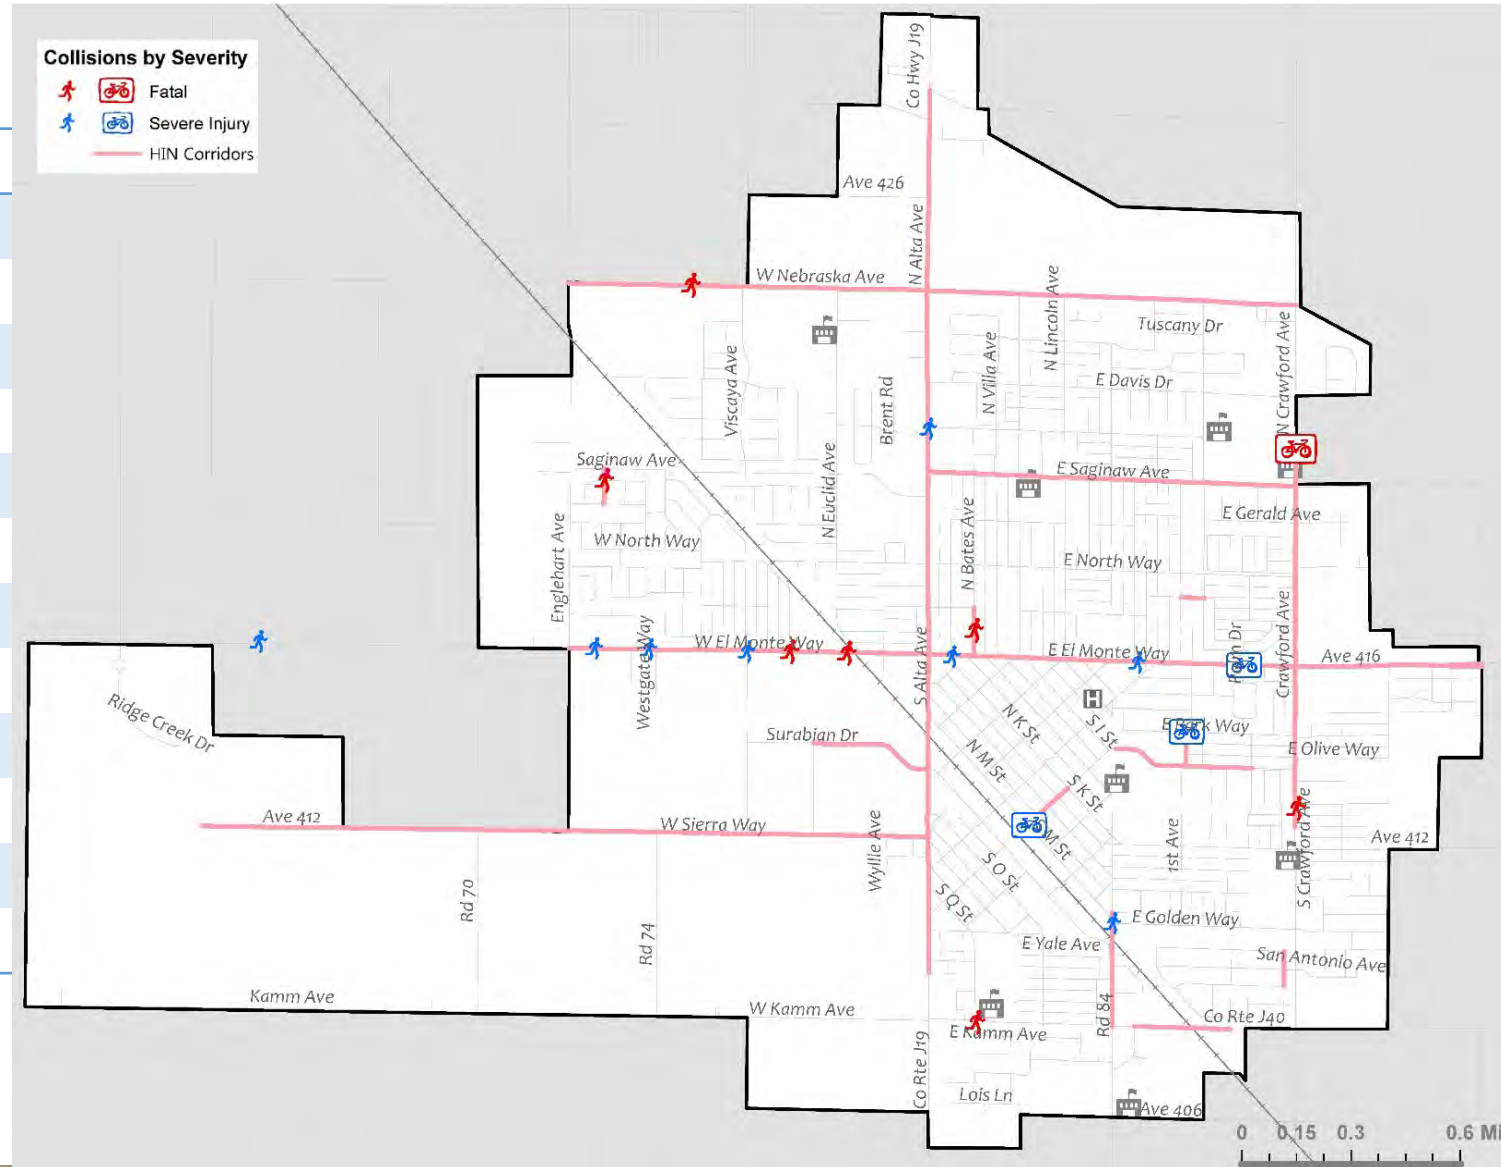 Collisions by Severity
Fatal
Severe Injury
HIN Corridors
Co Hwy J19
Ave 426
N Alta Ave
W Nebraska Ave
N Lincoln Ave
Tuscany Dr
N Crawford Ave
N Villa Ave
Viscaya Ave
Brent Rd
E Davis Dr
Saginaw Ave
E Saginaw Ave
N Euclid Ave
N Bates Ave
E Gerald Ave
Englehart Ave
W North Way
E North Way
Crawford Ave
Westgate Way
W El Monte Way
S Alta Ave
E El Monte Way
Ave 416
H
Ridge Creek Dr
Surabian Dr
N K St
S I St
E Park Way
E Olive Way
N M St
S K St
Ave 412
W Sierra Way
Wyllie Ave
M St
1st Ave
S Crawford Ave
Ave 412
S O St
Rd 70
S Q St
E Golden Way
Rd 74
E Yale Ave
San Antonio Ave
Kamm Ave
W Kamm Ave
Rd 84
Co Rte J40
E Kamm Ave
Co Rte J19
Lois Ln
Ave 406
0 0.15 0.3 0.6 Mi